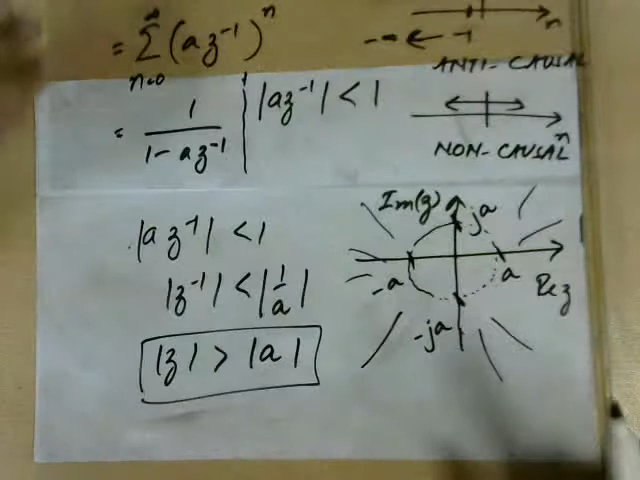 = ∞∑n=0 (az⁻¹)ⁿ
n
-∞ ← -1
ANTI-CAUSAL
= 1/(1-az⁻¹) | |az⁻¹| < 1
n
NON-CAUSAL
|az⁻¹| < 1
|z⁻¹| < |1/a|
|z| > |a|
Im(z)
ja
-a
a
Re z
-ja